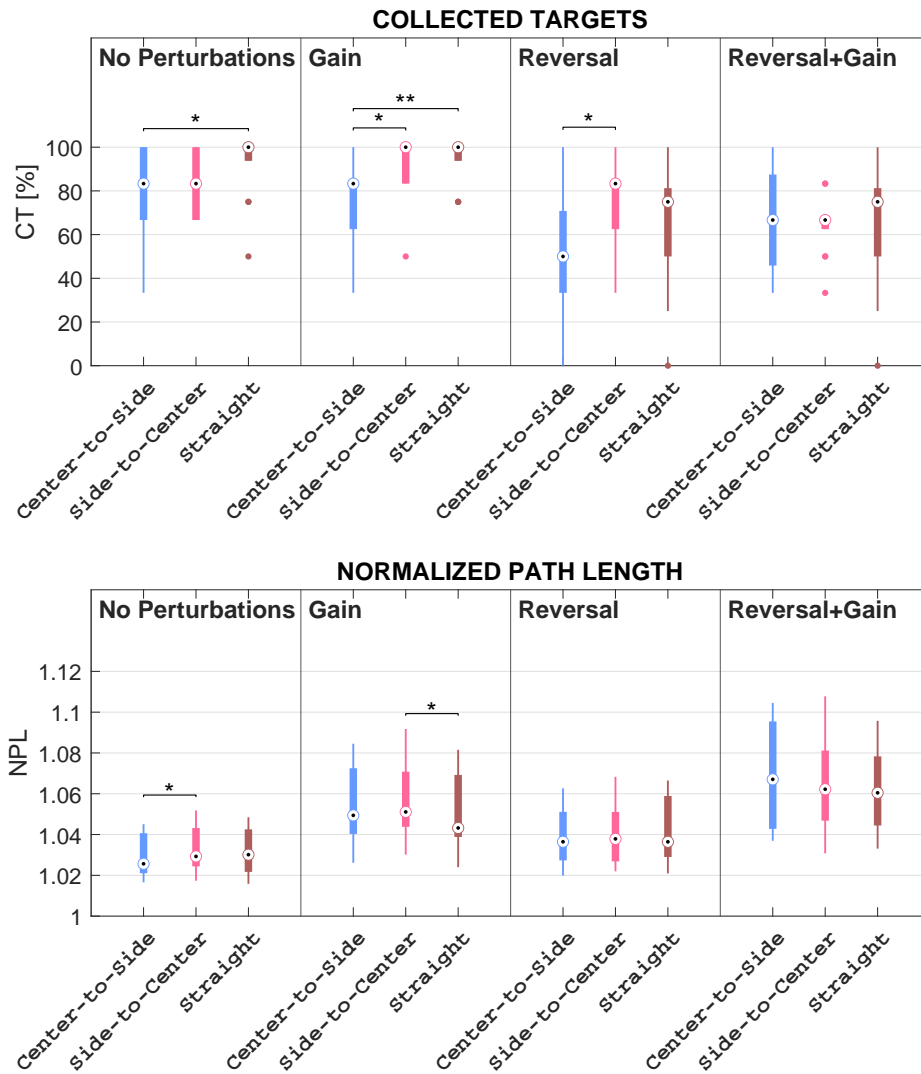 COLLECTED TARGETS
No Perturbations Gain Reversal Reversal+Gain
*
**
*
*
CT [%]
100
80
60
40
20
0
Center-to-Side
Side-to-Center
Straight
Center-to-Side
Side-to-Center
Straight
Center-to-Side
Side-to-Center
Straight
Center-to-Side
Side-to-Center
Straight
NORMALIZED PATH LENGTH
No Perturbations Gain Reversal Reversal+Gain
*
*
NPL
1.12
1.1
1.08
1.06
1.04
1.02
1
Center-to-Side
Side-to-Center
Straight
Center-to-Side
Side-to-Center
Straight
Center-to-Side
Side-to-Center
Straight
Center-to-Side
Side-to-Center
Straight